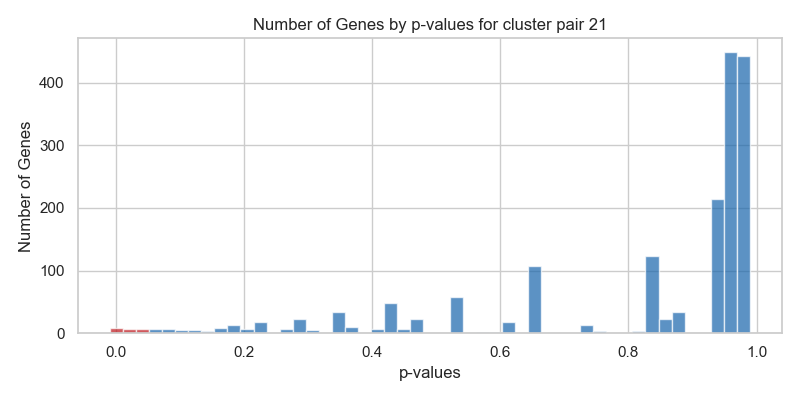 Number of Genes by p-values for cluster pair 21
Number of Genes
400
300
200
100
0
0.0 0.2 0.4 0.6 0.8 1.0
p-values